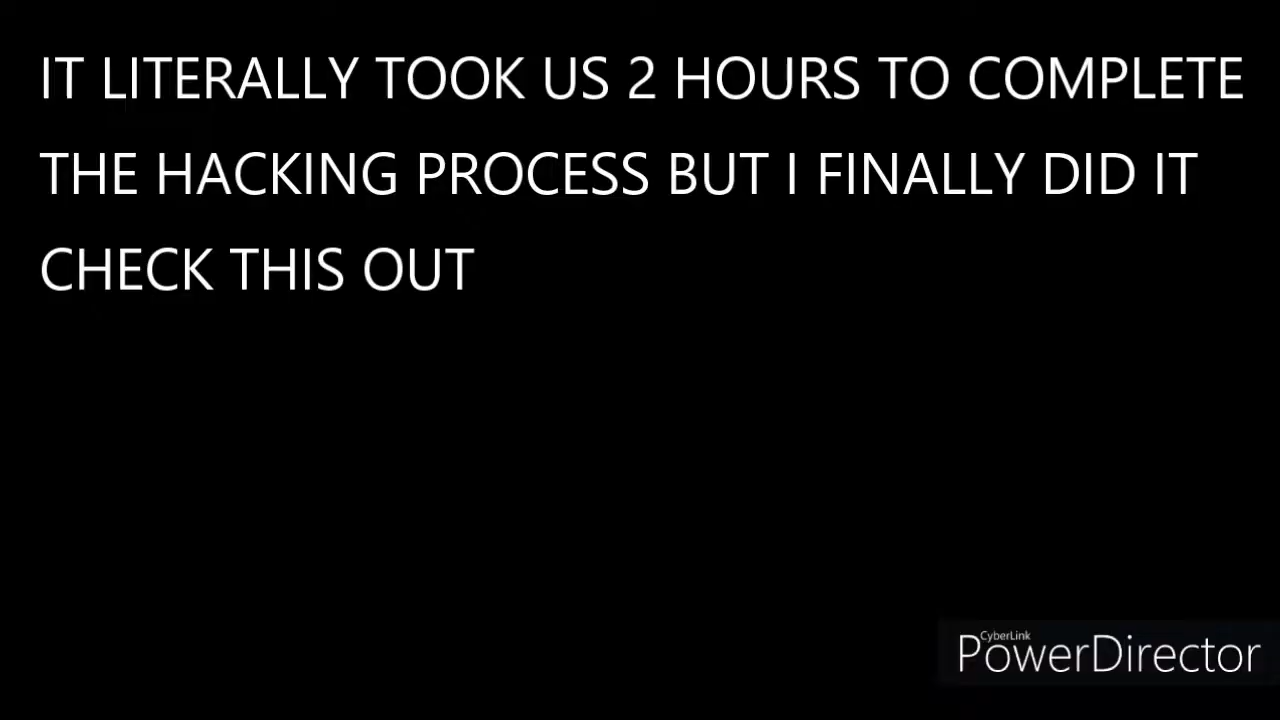 IT LITERALLY TOOK US 2 HOURS TO COMPLETE
THE HACKING PROCESS BUT I FINALLY DID IT
CHECK THIS OUT
CyberLink
PowerDirector